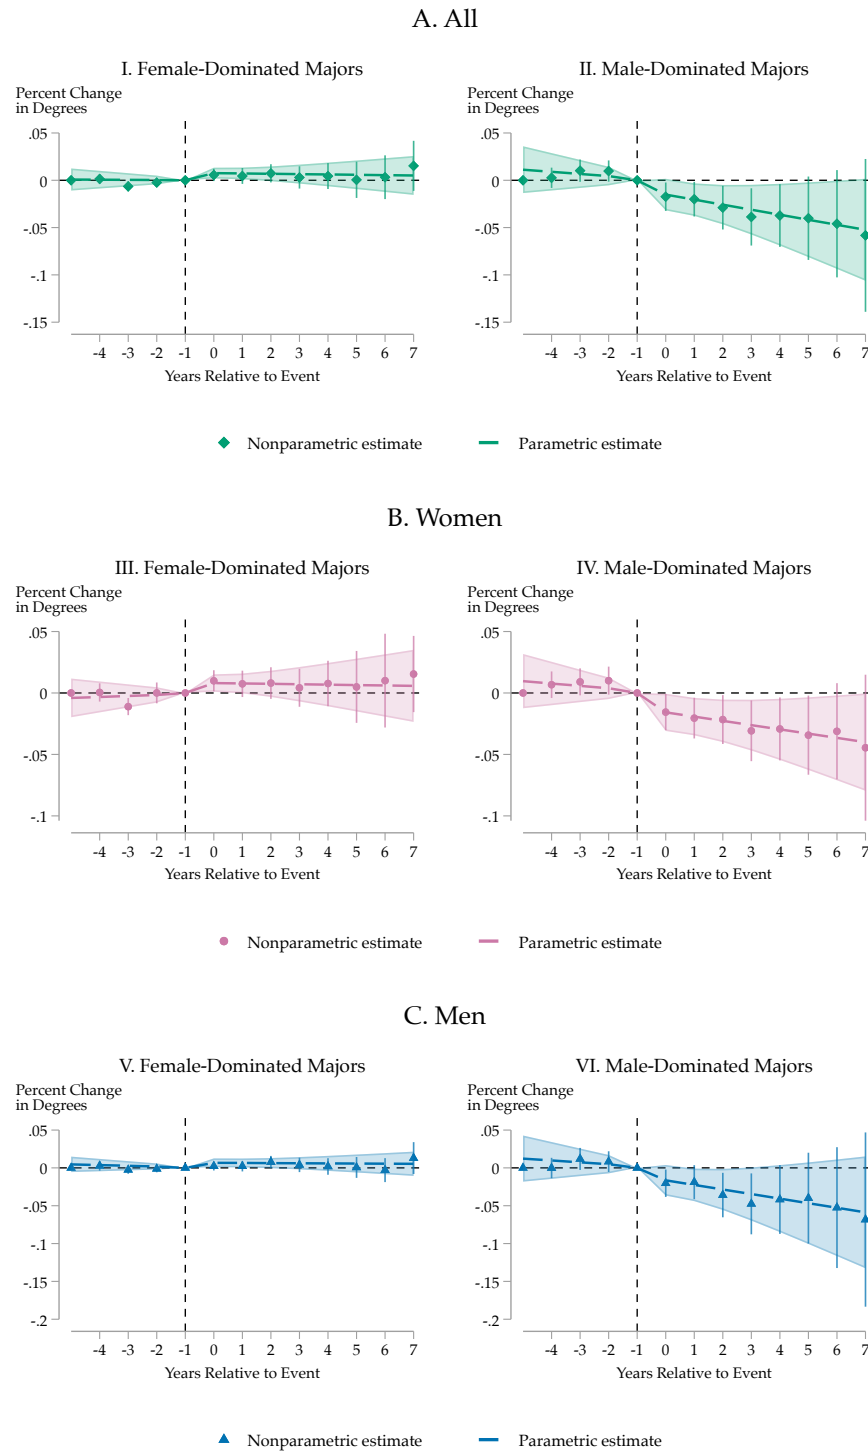 A. All
I. Female-Dominated Majors
Percent Change
in Degrees
.05
0
-.05
-.1
-.15
-4 -3 -2 -1 0 1 2 3 4 5 6 7
Years Relative to Event
II. Male-Dominated Majors
Percent Change
in Degrees
.05
0
-.05
-.1
-.15
-4 -3 -2 -1 0 1 2 3 4 5 6 7
Years Relative to Event
Nonparametric estimate Parametric estimate
B. Women
III. Female-Dominated Majors
Percent Change
in Degrees
.05
0
-.05
-.1
-4 -3 -2 -1 0 1 2 3 4 5 6 7
Years Relative to Event
IV. Male-Dominated Majors
Percent Change
in Degrees
.05
0
-.05
-.1
-4 -3 -2 -1 0 1 2 3 4 5 6 7
Years Relative to Event
Nonparametric estimate Parametric estimate
C. Men
V. Female-Dominated Majors
Percent Change
in Degrees
.05
0
-.05
-.1
-.15
-.2
-4 -3 -2 -1 0 1 2 3 4 5 6 7
Years Relative to Event
VI. Male-Dominated Majors
Percent Change
in Degrees
.05
0
-.05
-.1
-.15
-.2
-4 -3 -2 -1 0 1 2 3 4 5 6 7
Years Relative to Event
Nonparametric estimate Parametric estimate